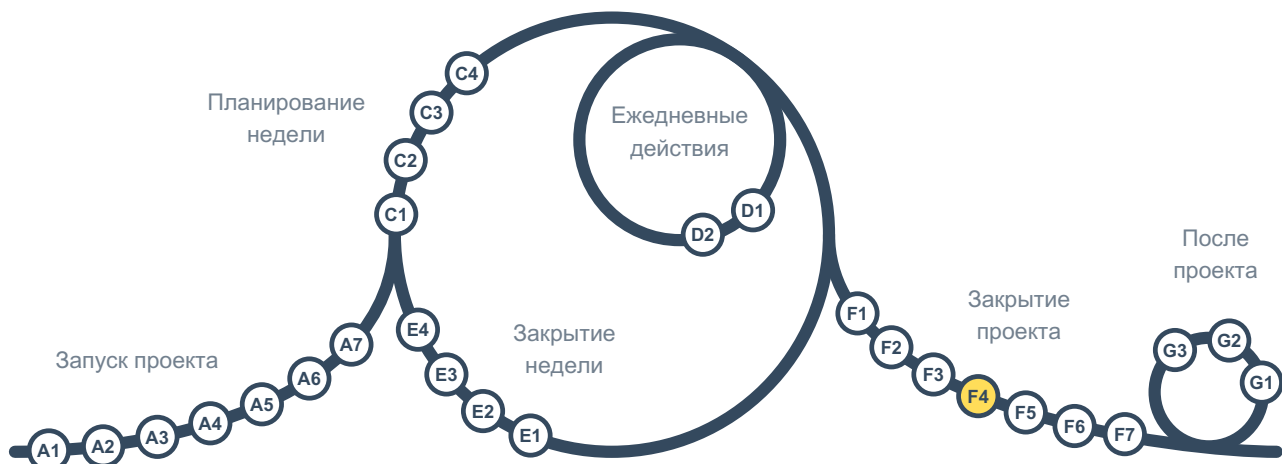 Планирование
недели
C4
C3
C2
C1
Ежедневные
действия
D1
D2
После
проекта
Запуск проекта
A1
A2
A3
A4
A5
A6
A7
E4
E3
E2
E1
Закрытие
недели
Закрытие
проекта
F1
F2
F3
F4
F5
F6
F7
G3
G2
G1